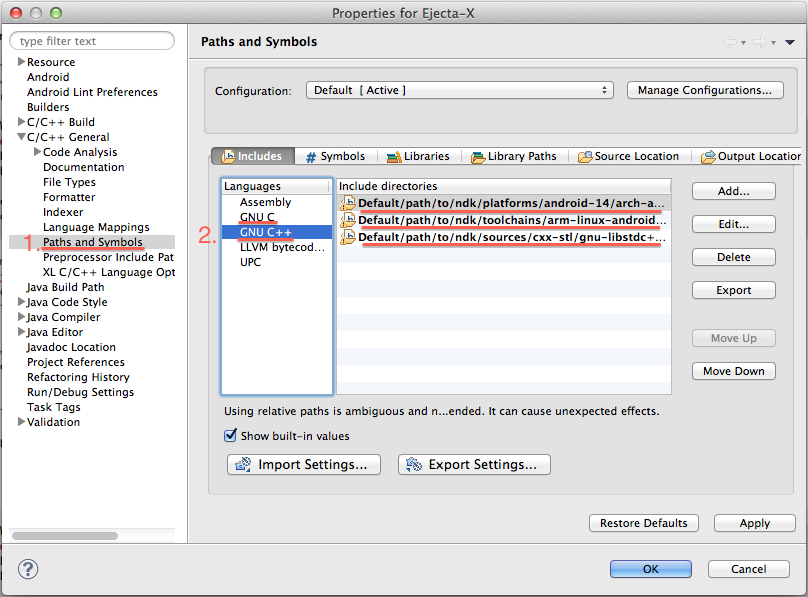 Properties for Ejecta-X
type filter text
Resource
Android
Android Lint Preferences
Builders
C/C++ Build
C/C++ General
Code Analysis
Documentation
File Types
Formatter
Indexer
Language Mappings
1. Paths and Symbols
Preprocessor Include Pat
XL C/C++ Language Opt
Java Build Path
Java Code Style
Java Compiler
Java Editor
Javadoc Location
Project References
Refactoring History
Run/Debug Settings
Task Tags
Validation
Paths and Symbols
Configuration:
Default [ Active ]
Manage Configurations...
Includes
# Symbols
Libraries
Library Paths
Source Location
Output Location
Languages
Assembly
GNU C
2. GNU C++
LLVM bytecod...
UPC
Include directories
Default/path/to/ndk/platforms/android-14/arch-a...
Default/path/to/ndk/toolchains/arm-linux-android...
Default/path/to/ndk/sources/cxx-stl/gnu-libstdc+...
Add...
Edit...
Delete
Export
Move Up
Move Down
Using relative paths is ambiguous and n...ended. It can cause unexpected effects.
Show built-in values
Import Settings...
Export Settings...
Restore Defaults
Apply
?
OK
Cancel